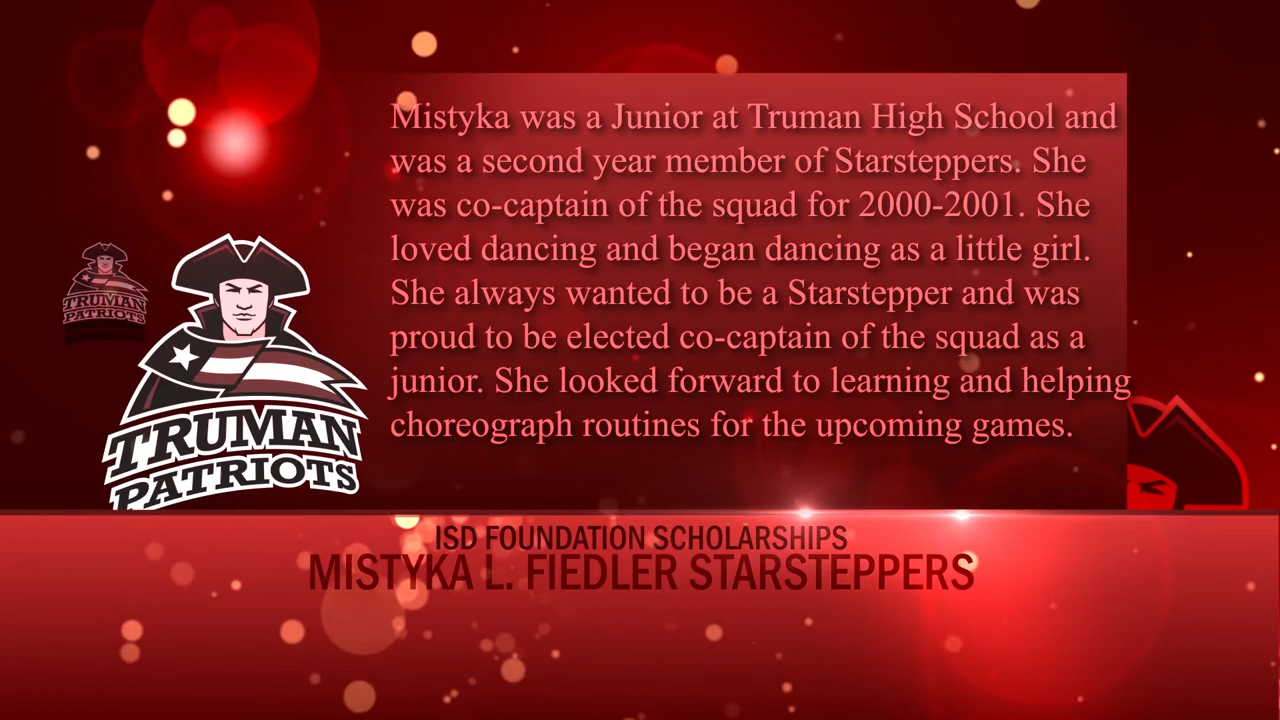 Mistyka was a Junior at Truman High School and
was a second year member of Starsteppers. She
was co-captain of the squad for 2000-2001. She
loved dancing and began dancing as a little girl.
She always wanted to be a Starstepper and was
proud to be elected co-captain of the squad as a
junior. She looked forward to learning and helping
choreograph routines for the upcoming games.
TRUMAN
PATRIOTS
TRUMAN
PATRIOTS
ISD FOUNDATION SCHOLARSHIPS
MISTYKA L. FIEDLER STARSTEPPERS